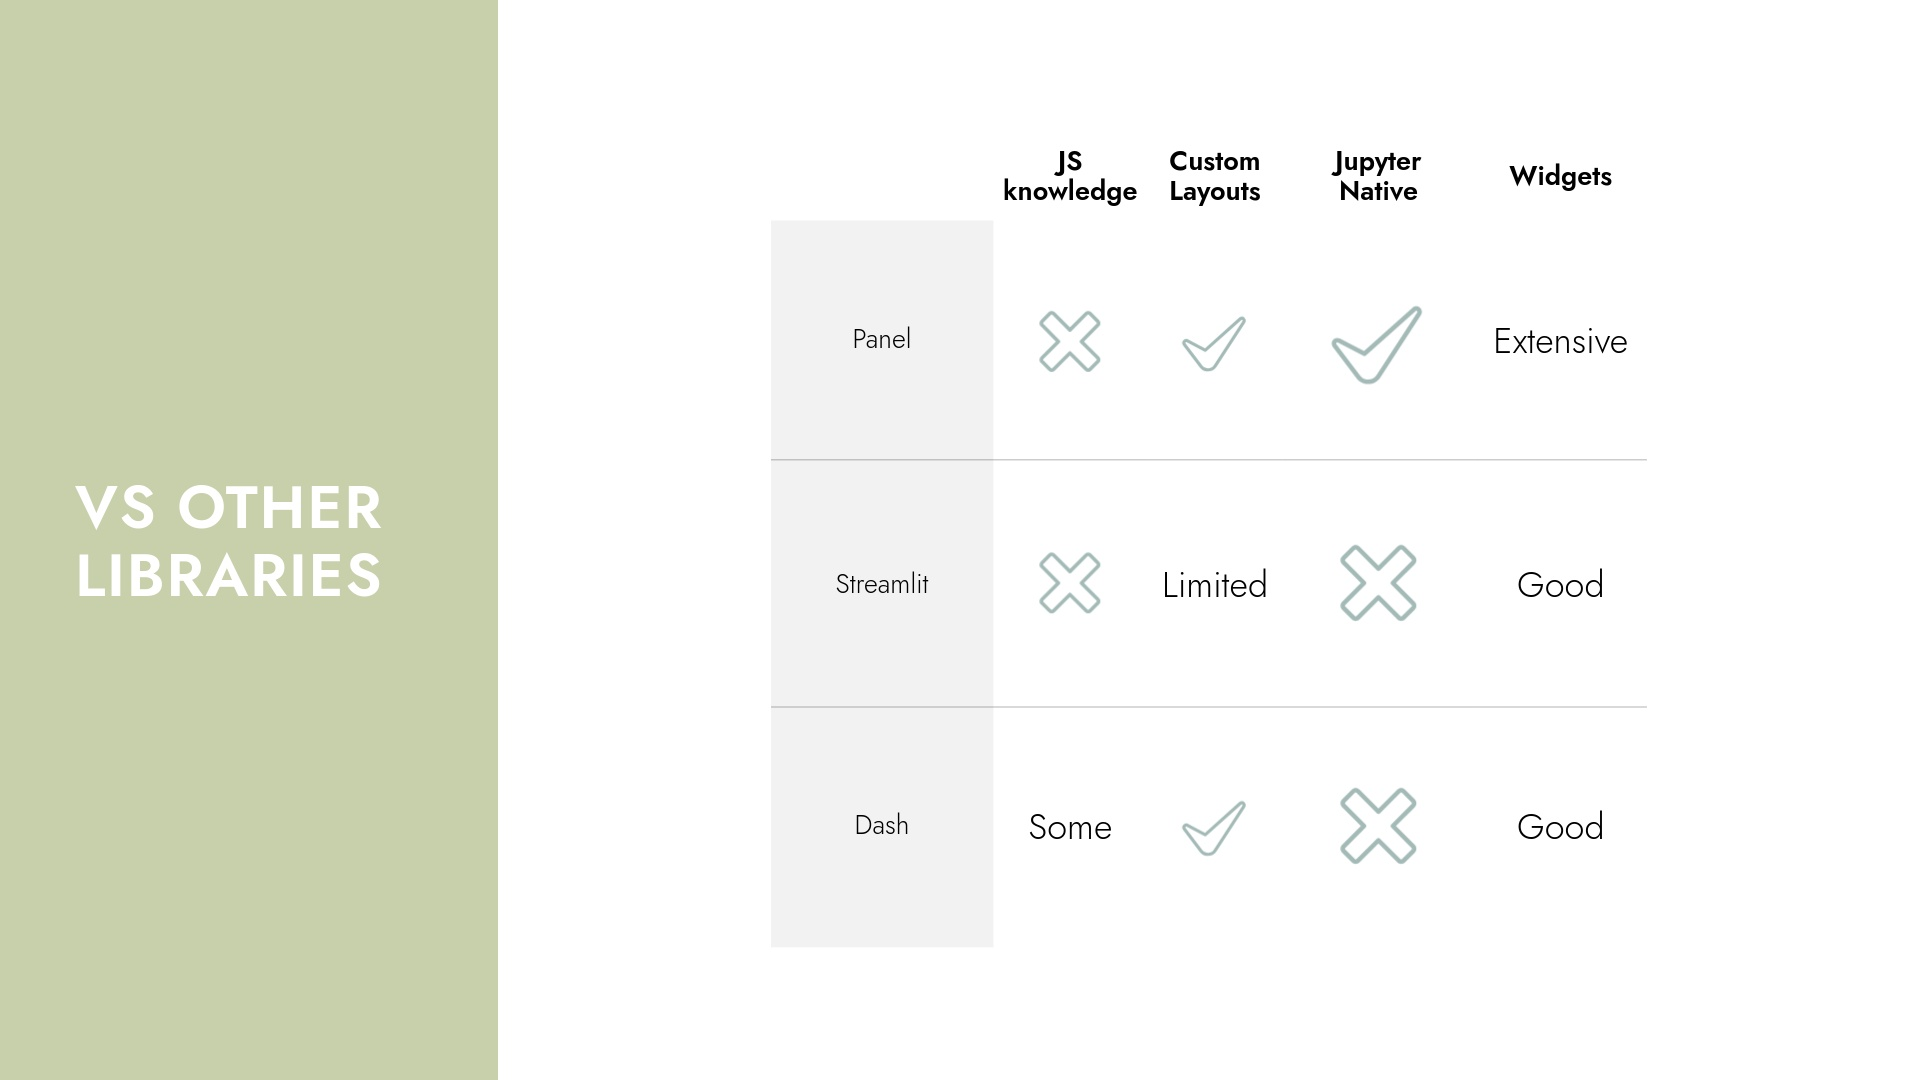 VS OTHER
LIBRARIES
JS
knowledge
Custom
Layouts
Jupyter
Native
Widgets
Panel
Extensive
Streamlit
Limited
Good
Dash
Some
Good